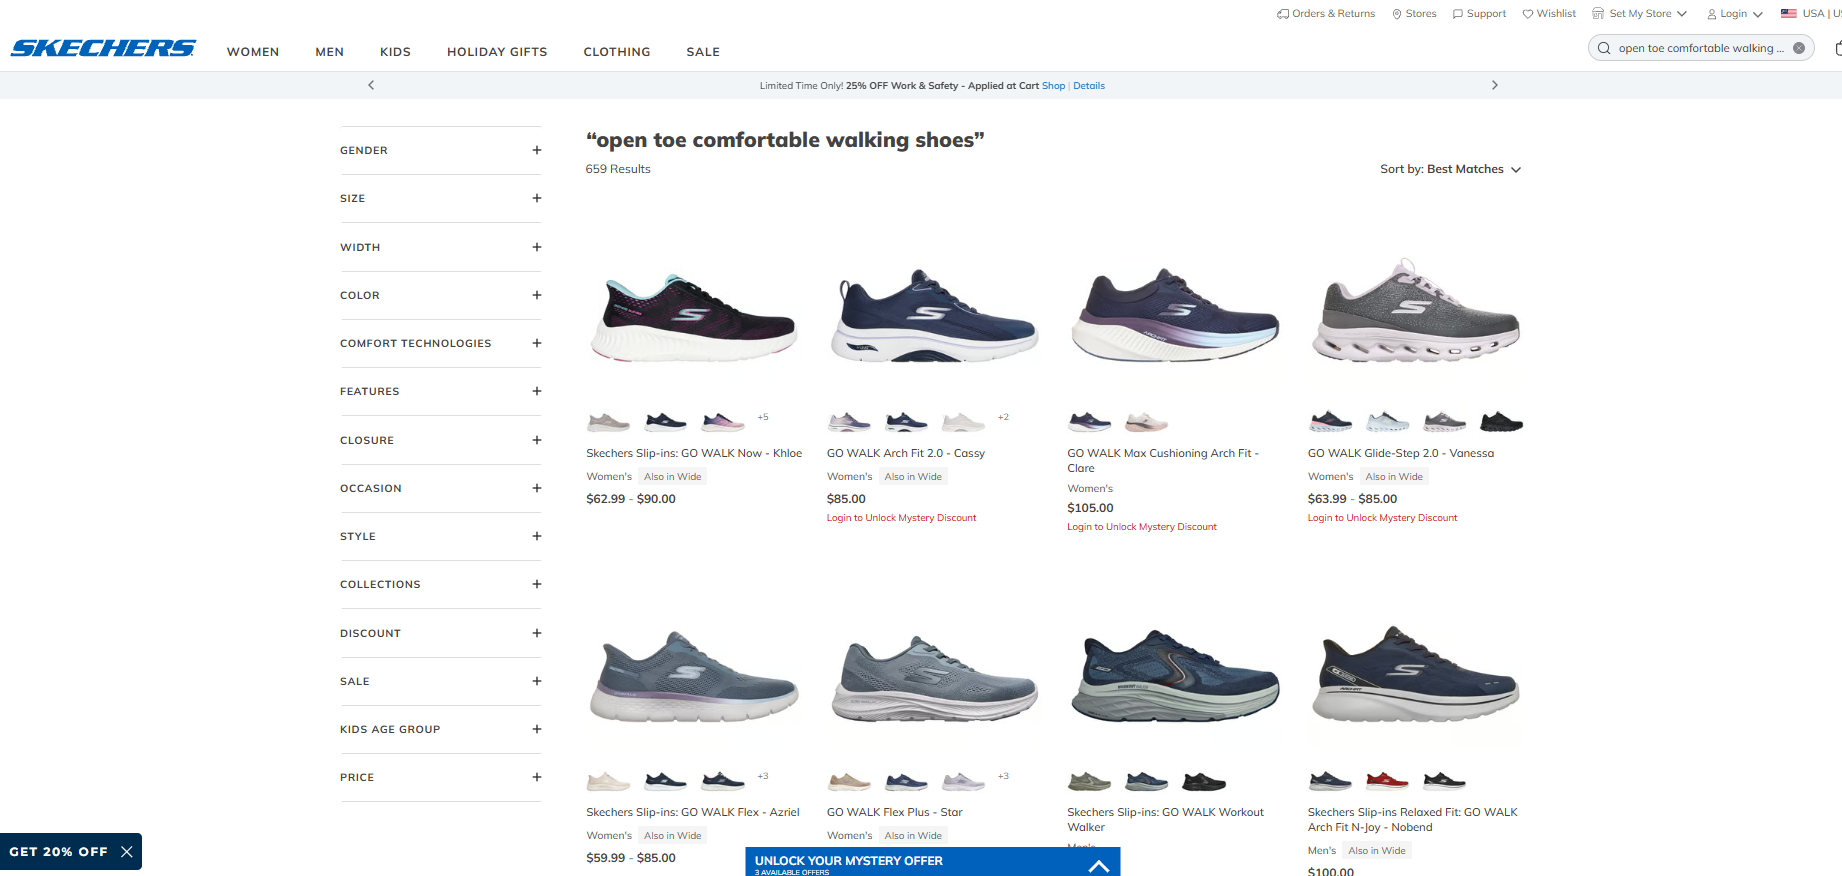 Orders & Returns
Stores
Support
Wishlist
Set My Store
Login
USA | US
SKECHERS
WOMEN
MEN
KIDS
HOLIDAY GIFTS
CLOTHING
SALE
open toe comfortable walking ...
Limited Time Only! 25% OFF Work & Safety - Applied at Cart Shop | Details
GENDER
SIZE
WIDTH
COLOR
COMFORT TECHNOLOGIES
FEATURES
CLOSURE
OCCASION
STYLE
COLLECTIONS
DISCOUNT
SALE
KIDS AGE GROUP
PRICE
“open toe comfortable walking shoes”
659 Results
Sort by: Best Matches
+5
Skechers Slip-ins: GO WALK Now - Khloe
Women's
Also in Wide
$62.99 - $90.00
+2
GO WALK Arch Fit 2.0 - Cassy
Women's
Also in Wide
$85.00
Login to Unlock Mystery Discount
GO WALK Max Cushioning Arch Fit -
Clare
Women's
$105.00
Login to Unlock Mystery Discount
GO WALK Glide-Step 2.0 - Vanessa
Women's
Also in Wide
$63.99 - $85.00
Login to Unlock Mystery Discount
+3
Skechers Slip-ins: GO WALK Flex - Azriel
Women's
Also in Wide
$59.99 - $85.00
+3
GO WALK Flex Plus - Star
Women's
Also in Wide
Skechers Slip-ins: GO WALK Workout
Walker
Men's
Skechers Slip-ins Relaxed Fit: GO WALK
Arch Fit N-Joy - Nobend
Men's
Also in Wide
$100.00
GET 20% OFF
UNLOCK YOUR MYSTERY OFFER
3 AVAILABLE OFFERS